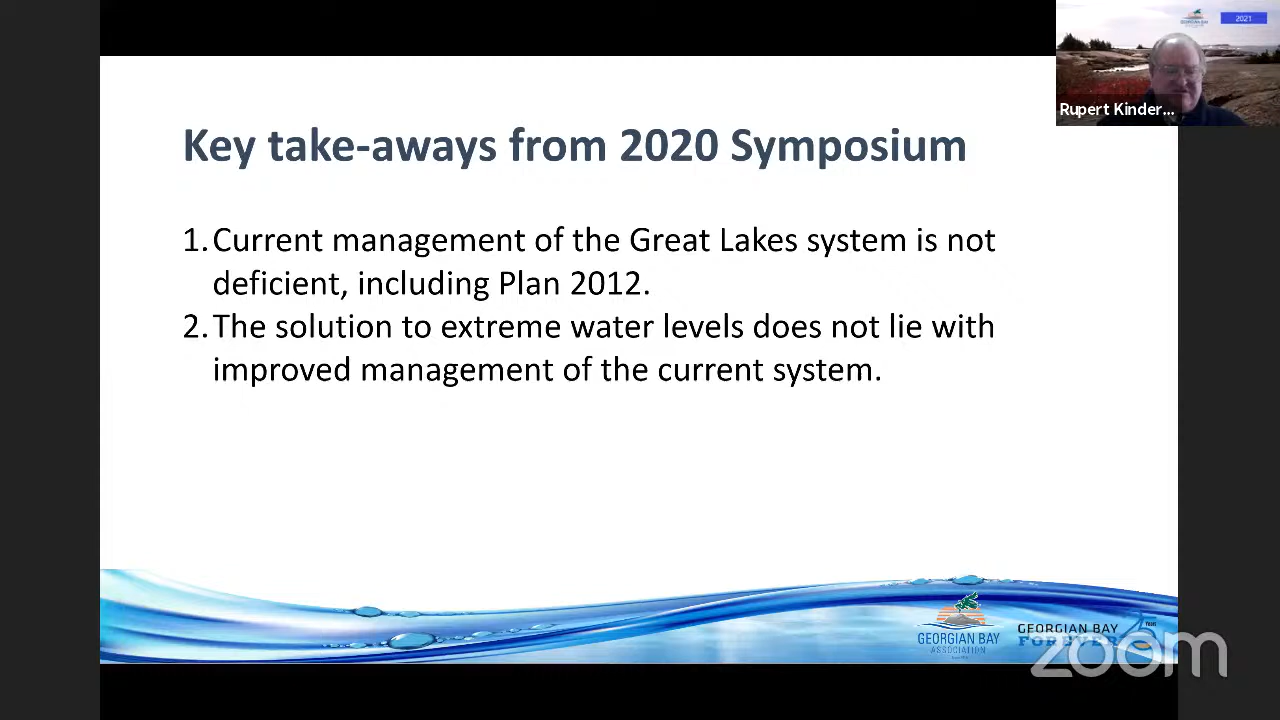 GEORGIAN BAY
2021
Rupert Kinder...
Key take-aways from 2020 Symposium
1. Current management of the Great Lakes system is not
deficient, including Plan 2012.
2. The solution to extreme water levels does not lie with
improved management of the current system.
GEORGIAN BAY
ASSOCIATION
GEORGIAN BAY
zoom